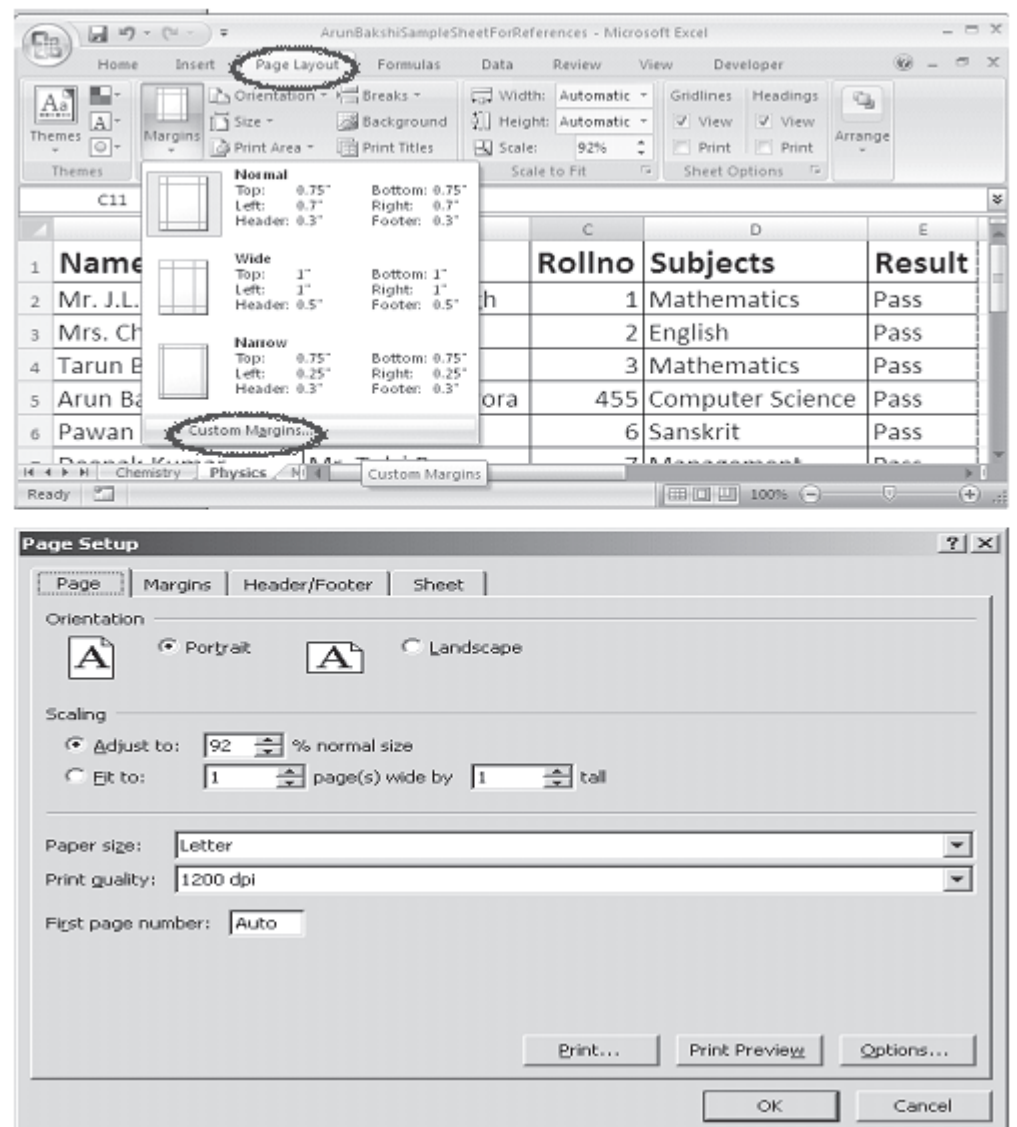 ArunBakshiSampleSheetForReferences - Microsoft Excel
Home Insert Page Layout Formulas Data Review View Developer
Themes
Margins
Orientation
Size
Print Area
Breaks
Background
Print Titles
Width: Automatic
Height: Automatic
Scale: 92%
Gridlines Headings
View View
Print Print
Arrange
Themes Scale to Fit Sheet Options
C11
Normal
Top: 0.75" Bottom: 0.75"
Left: 0.7" Right: 0.7"
Header: 0.3" Footer: 0.3"
Wide
Top: 1" Bottom: 1"
Left: 1" Right: 1"
Header: 0.5" Footer: 0.5"
Narrow
Top: 0.75" Bottom: 0.75"
Left: 0.25" Right: 0.25"
Header: 0.3" Footer: 0.3"
Custom Margins...
C D E
1 Name Rollno Subjects Result
2 Mr. J.L. h 1 Mathematics Pass
3 Mrs. Ch 2 English Pass
4 Tarun B 3 Mathematics Pass
5 Arun Ba ora 455 Computer Science Pass
6 Pawan 6 Sanskrit Pass
Chemistry Physics
Custom Margins
Ready 100%
Page Setup
Page Margins Header/Footer Sheet
Orientation
A Portrait A Landscape
Scaling
Adjust to: 92 % normal size
Fit to: 1 page(s) wide by 1 tall
Paper size: Letter
Print quality: 1200 dpi
First page number: Auto
Print... Print Preview Options...
OK Cancel